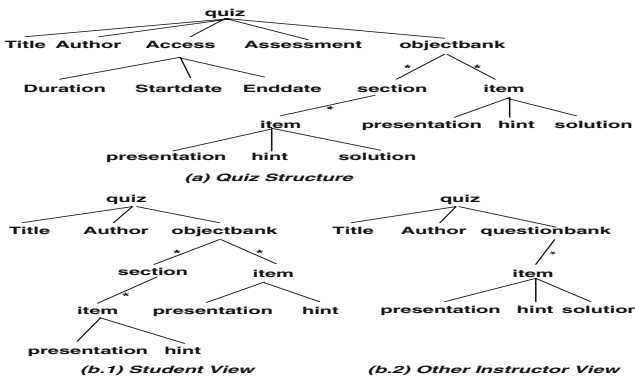 quiz
Title Author Access Assessment objectbank
* *
Duration Startdate Enddate section item
*
item presentation hint solution
presentation hint solution
(a) Quiz Structure
quiz quiz
Title Author objectbank Title Author questionbank
* * *
section item item
*
item presentation hint presentation hint solution
presentation hint
(b.1) Student View (b.2) Other Instructor View